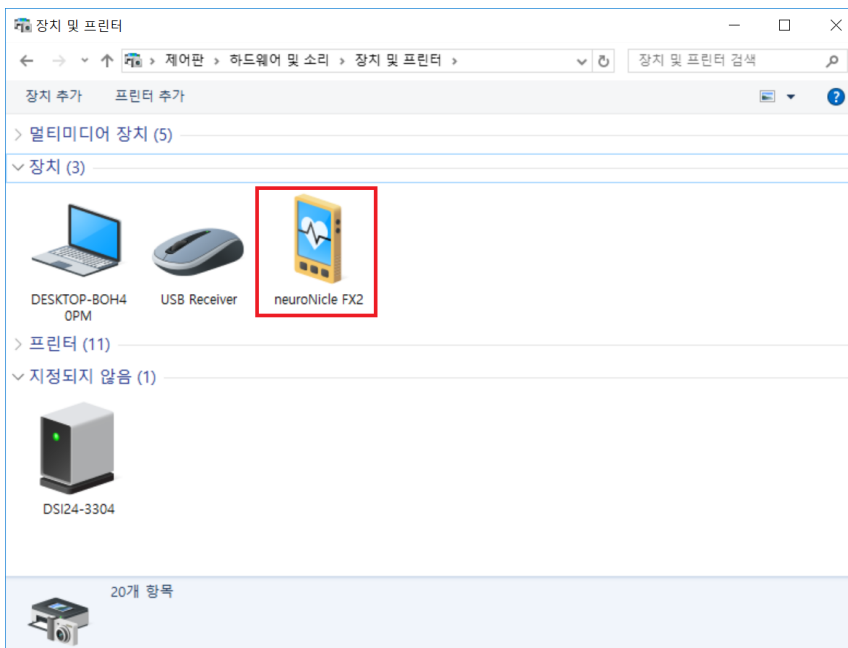 장치 및 프린터
제어판 › 하드웨어 및 소리 › 장치 및 프린터 ›
장치 및 프린터 검색
장치 추가 프린터 추가
멀티미디어 장치 (5)
장치 (3)
DESKTOP-BOH4
0PM
USB Receiver
neuroNicle FX2
프린터 (11)
지정되지 않음 (1)
DSI24-3304
20개 항목